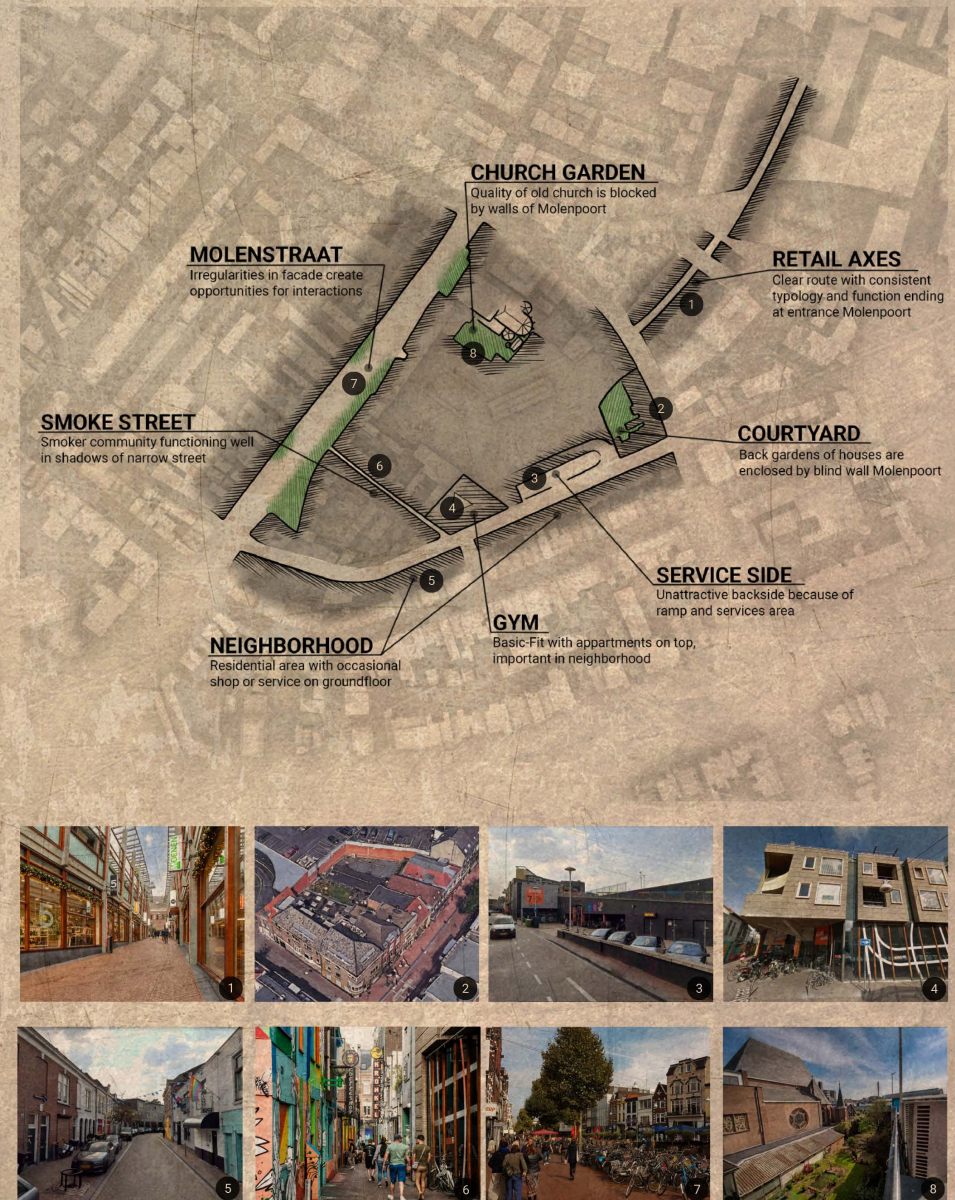 CHURCH GARDEN
Quality of old church is blocked
by walls of Molenpoort
MOLENSTRAAT
Irregularities in facade create
opportunities for interactions
RETAIL AXES
Clear route with consistent
typology and function ending
at entrance Molenpoort
1
8
7
2
SMOKE STREET
Smoker community functioning well
in shadows of narrow street
COURTYARD
Back gardens of houses are
enclosed by blind wall Molenpoort
6
3
4
5
SERVICE SIDE
Unattractive backside because of
ramp and services area
GYM
Basic-Fit with appartments on top,
important in neighborhood
NEIGHBORHOOD
Residential area with occasional
shop or service on groundfloor
5
1
2
3
4
5
6
7
8